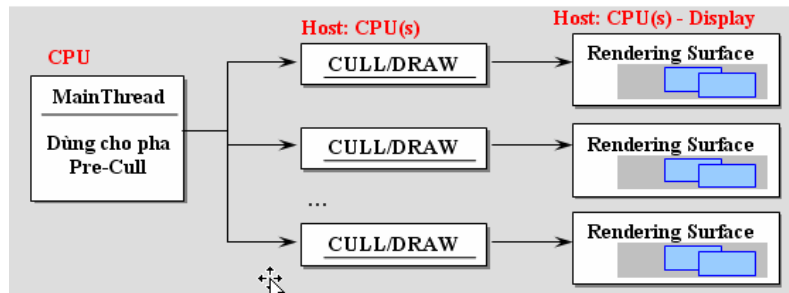 CPU
MainThread
Dùng cho pha
Pre-Cull
Host: CPU(s)
CULL/DRAW
CULL/DRAW
...
CULL/DRAW
Host: CPU(s) - Display
Rendering Surface
Rendering Surface
Rendering Surface